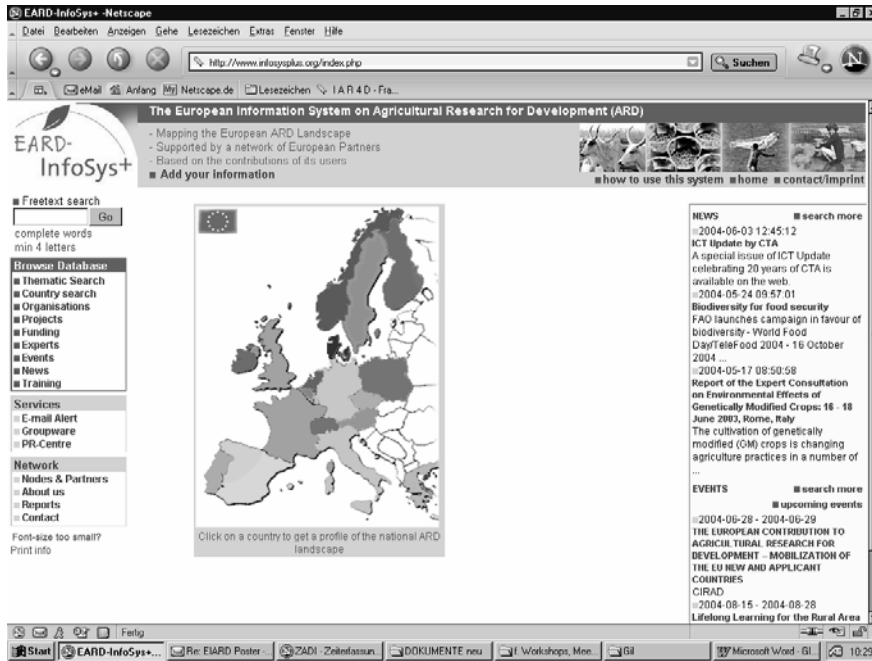 EARD-InfoSys+ -Netscape
Datei Bearbeiten Anzeigen Gehe Lesezeichen Extras Fenster Hilfe
http://www.infosysplus.org/index.php
Suchen
N
eMail Anfang My Netscape.de Lesezeichen I A R 4 D - Fra...
The European Information System on Agricultural Research for Development (ARD)
EARD-
InfoSys+
- Mapping the European ARD Landscape
- Supported by a network of European Partners
- Based on the contributions of its users
Add your information
how to use this system home contact/imprint
Freetext search
Go
complete words
min 4 letters
Browse Database
Thematic Search
Country search
Organisations
Projects
Funding
Experts
Events
News
Training
Services
E-mail Alert
Groupware
PR-Centre
Network
Nodes & Partners
About us
Reports
Contact
Font-size too small?
Print info
Click on a country to get a profile of the national ARD
landscape
NEWS search more
2004-06-03 12:45:12
ICT Update by CTA
A special issue of ICT Update
celebrating 20 years of CTA is
available on the web.
2004-05-24 09:57:01
Biodiversity for food security
FAO launches campaign in favour of
biodiversity - World Food
Day/TeleFood 2004 - 16 October
2004 ...
2004-05-17 08:50:58
Report of the Expert Consultation
on Environmental Effects of
Genetically Modified Crops: 16 - 18
June 2003, Rome, Italy
The cultivation of genetically
modified (GM) crops is changing
agriculture practices in a number of
...
EVENTS search more
upcoming events
2004-06-28 - 2004-06-29
THE EUROPEAN CONTRIBUTION TO
AGRICULTURAL RESEARCH FOR
DEVELOPMENT – MOBILIZATION OF
THE EU NEW AND APPLICANT
COUNTRIES
CIRAD
2004-08-15 - 2004-08-28
Lifelong Learning for the Rural Area
Fertig
Start EARD-InfoSys+... Re: EIARD Poster -... ZADI - Zeiterfassun... DOKUMENTE neu f. Workshops, Mee... Gil Microsoft Word - Gl... 10:29